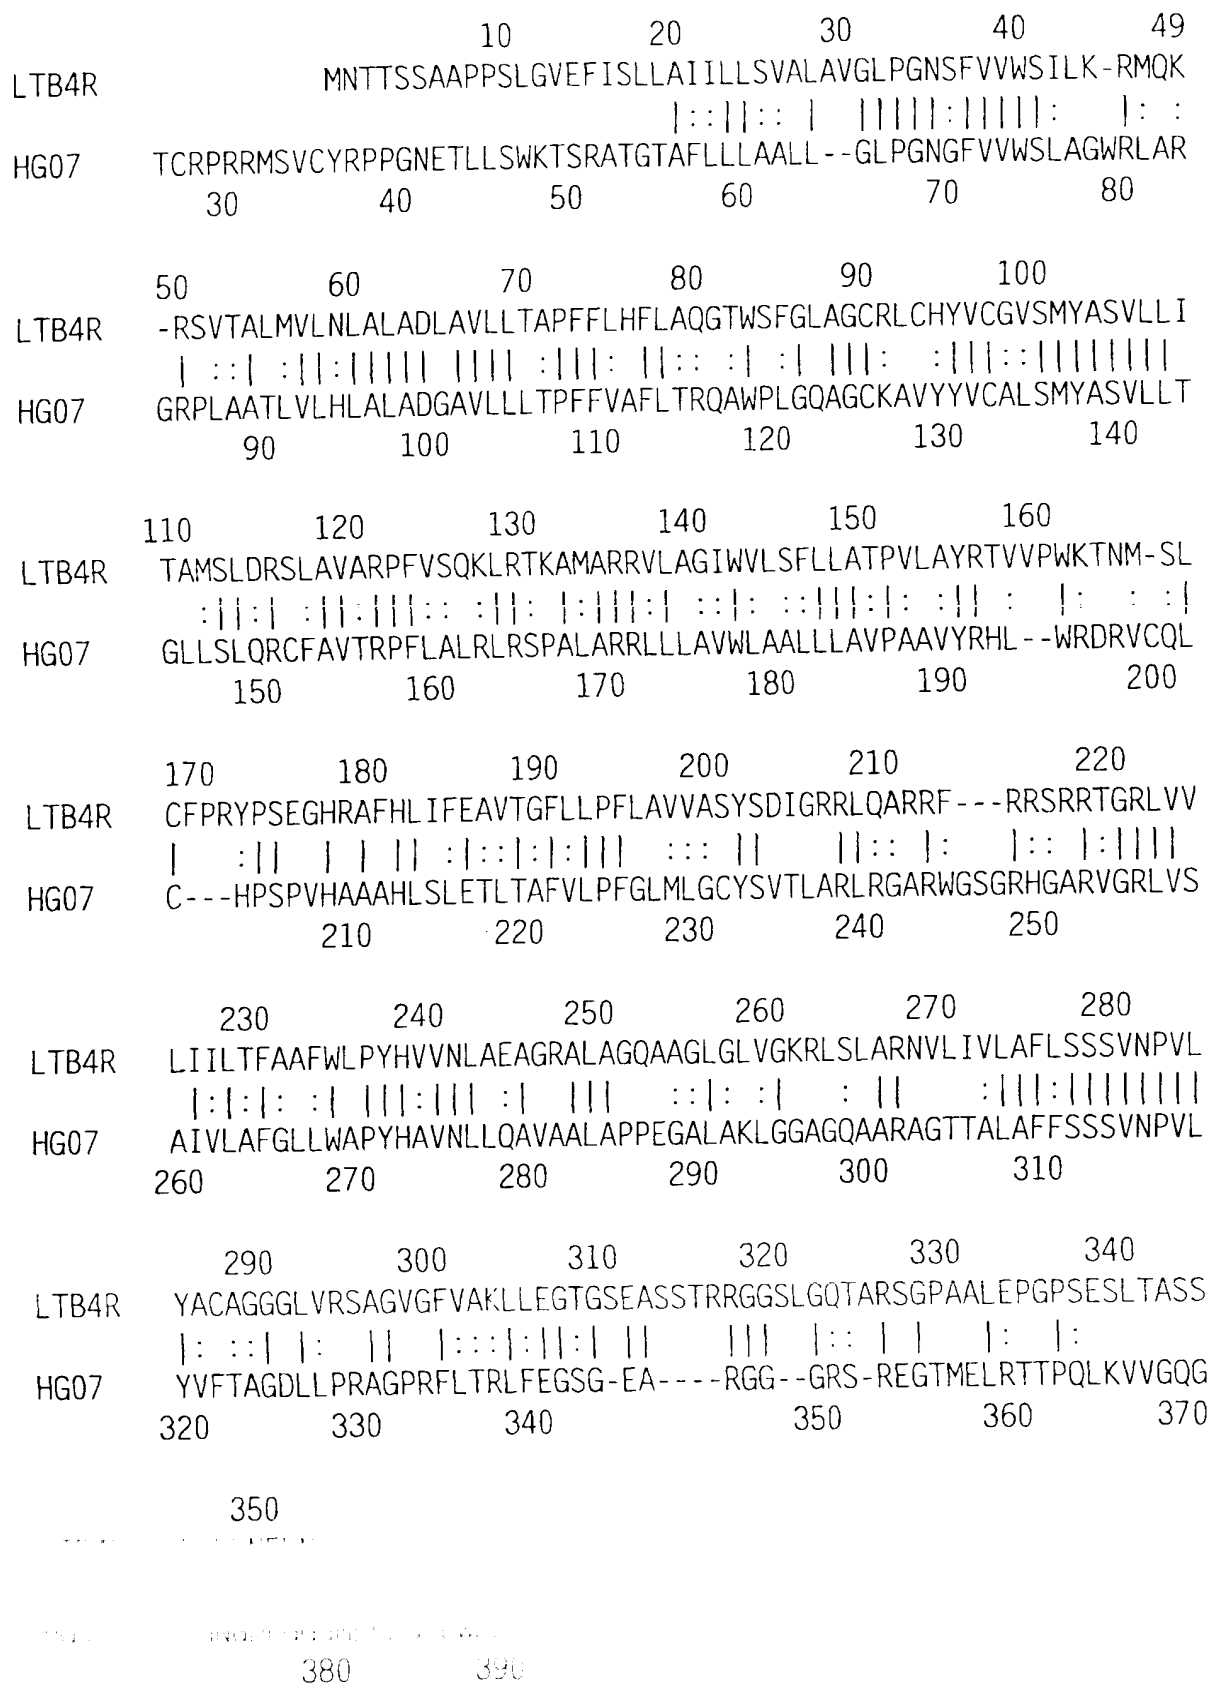 10 20 30 40 49
LTB4R MNTTSSAAPPSLGVEFISLLAIILLSVALAVGLPGNSFVVWSILK-RMQK
|::||:: | |||||:||||: |: :
HG07 TCRPRRMSVCYRPPGNETLLSWKTSRATGTAFLLLAALL--GLPGNGFVVWSLAGWRLAR
30 40 50 60 70 80
50 60 70 80 90 100
LTB4R -RSVTALMVLNLALADLAVLLTAPFFLHFLAQGTWSFGLAGCRLCHYVCGVSMYASVLLI
| ::| :||:||||| |||| :|||: ||:: :| :| |||: :|||::||||||||
HG07 GRPLAATLVLHLALADGAVLLLTPFFVAFLTRQAWPLGQAGCKAVYYVCALSMYASVLLT
90 100 110 120 130 140
110 120 130 140 150 160
LTB4R TAMSLDRSLAVARPFVSQKLRTKAMARRVLAGIWVLSFLLATPVLAYRTVVPWKTNM-SL
:||:| :||:|||:: :||: |:|||:| ::|: ::|||:|: :|| : |: : :|
HG07 GLLSLQRCFAVTRPFLALRLRSPALARRLLLAVWLAALLLAVPAAVYRHL--WRDRVCQL
150 160 170 180 190 200
170 180 190 200 210 220
LTB4R CFPRYPSEGHRAFHLIFEAVTGFLLPFLAVVASYSDIGRRLQARRF---RRSRRTGRLVV
| :|| | | || :|::|:|:||| ::: || ||:: |: |:: |:||||
HG07 C---HPSPVHAAAHLSLETLTAFVLPFGLMLGCYSVTLARLRGARWGSGRHGARVGRLVS
210 220 230 240 250
230 240 250 260 270 280
LTB4R LIILTFAAFWLPYHVVNLAEAGRALAGQAAGLGLVGKRLSLARNVLIVLAFLSSSVNPVL
|:|:|: :| |||:||| :| ||| ::|: :| : || :|||:||||||||
HG07 AIVLAFGLLWAPYHAVNLLQAVAALAPPEGALAKLGGAGQAARAGTTALAFFSSSVNPVL
260 270 280 290 300 310
290 300 310 320 330 340
LTB4R YACAGGGLVRSAGVGFVAKLLEGTGSEASSTRRGGSLGQTARSGPAALEPGPSESLTASS
|: ::| |: || |:::|:||:| || ||| |:: | | |: |:
HG07 YVFTAGDLLPRAGPRFLTRLFEGSG-EA----RGG--GRS-REGTMELRTTPQLKVVGQG
320 330 340 350 360 370
350
380 390